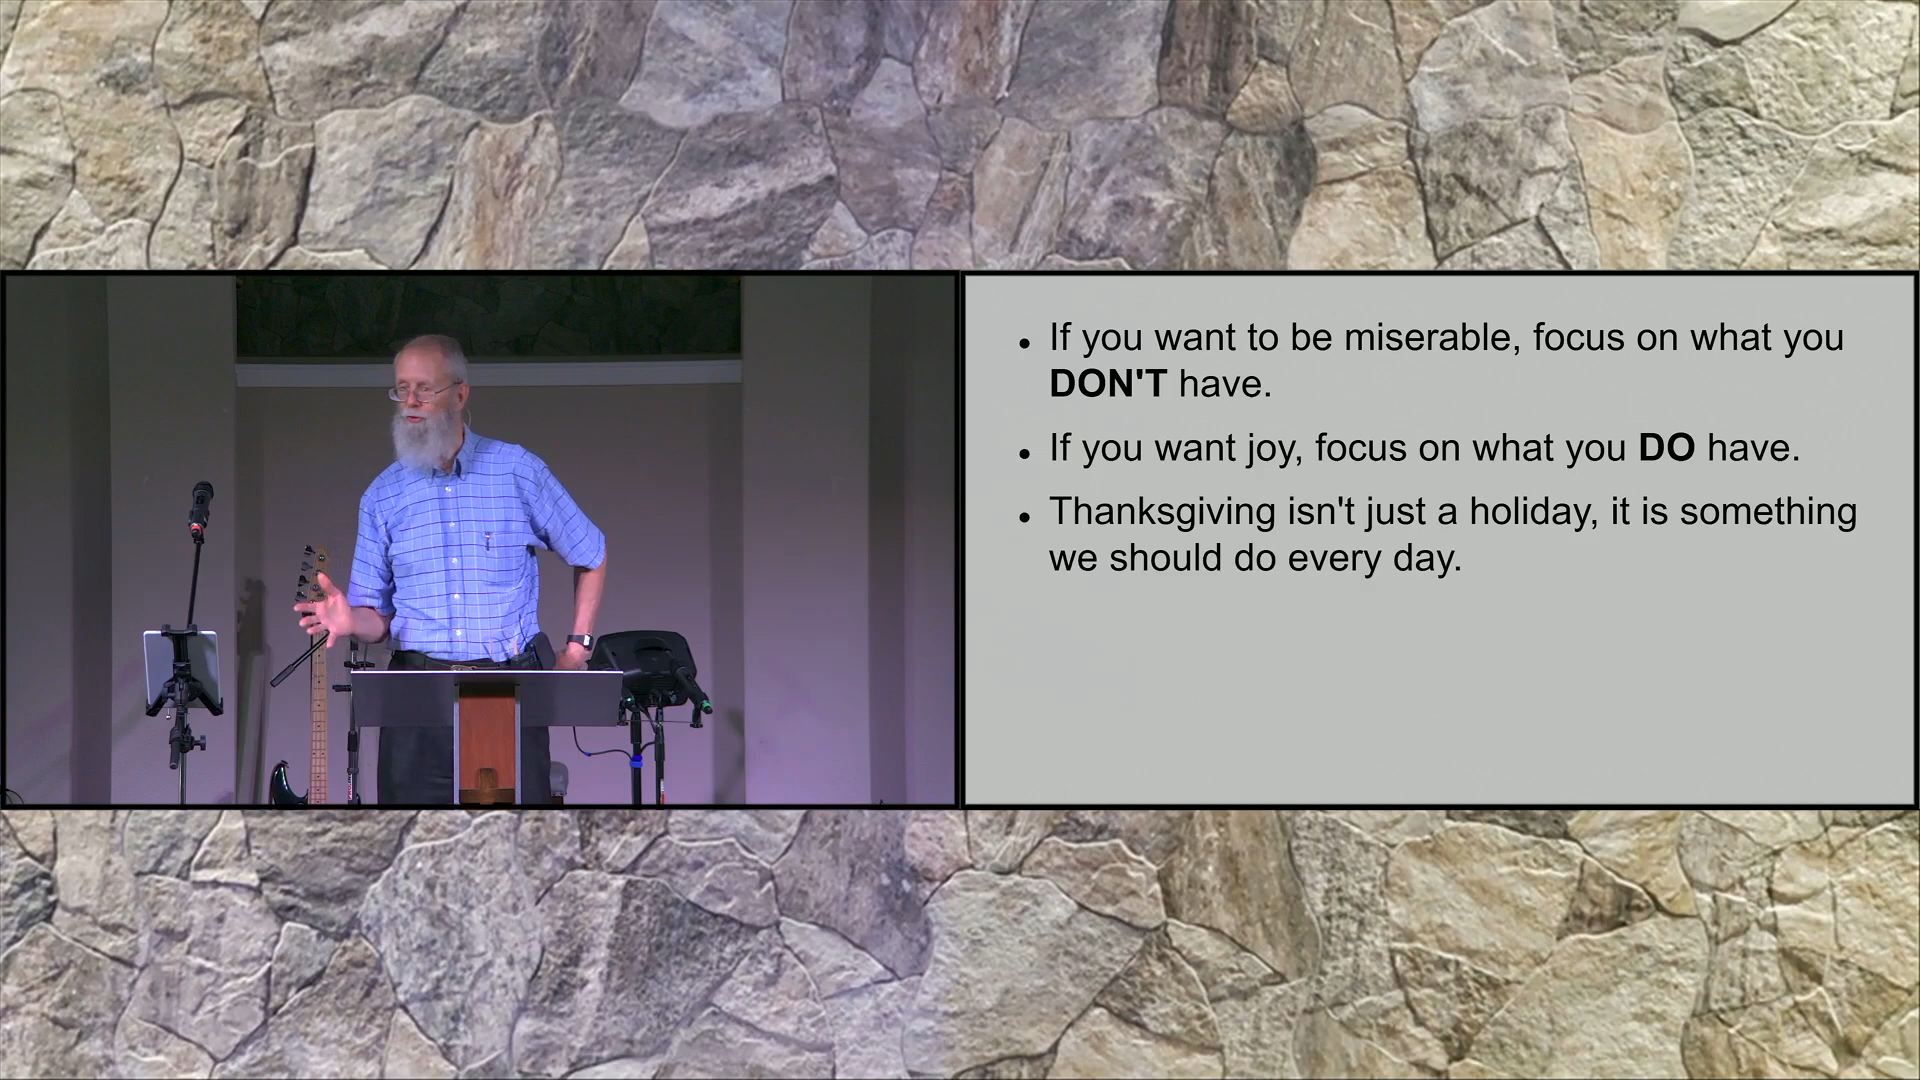 If you want to be miserable, focus on what you
DON'T have.
If you want joy, focus on what you DO have.
Thanksgiving isn't just a holiday, it is something
we should do every day.